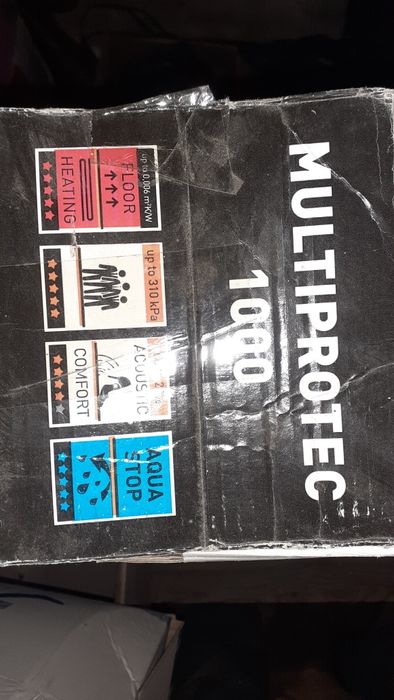 MULTIPROTEC
1000
up to 0,006 m²K/W
FLOOR
HEATING
up to 310 kPa
ACOUSTIC
COMFORT
AQUA
STOP